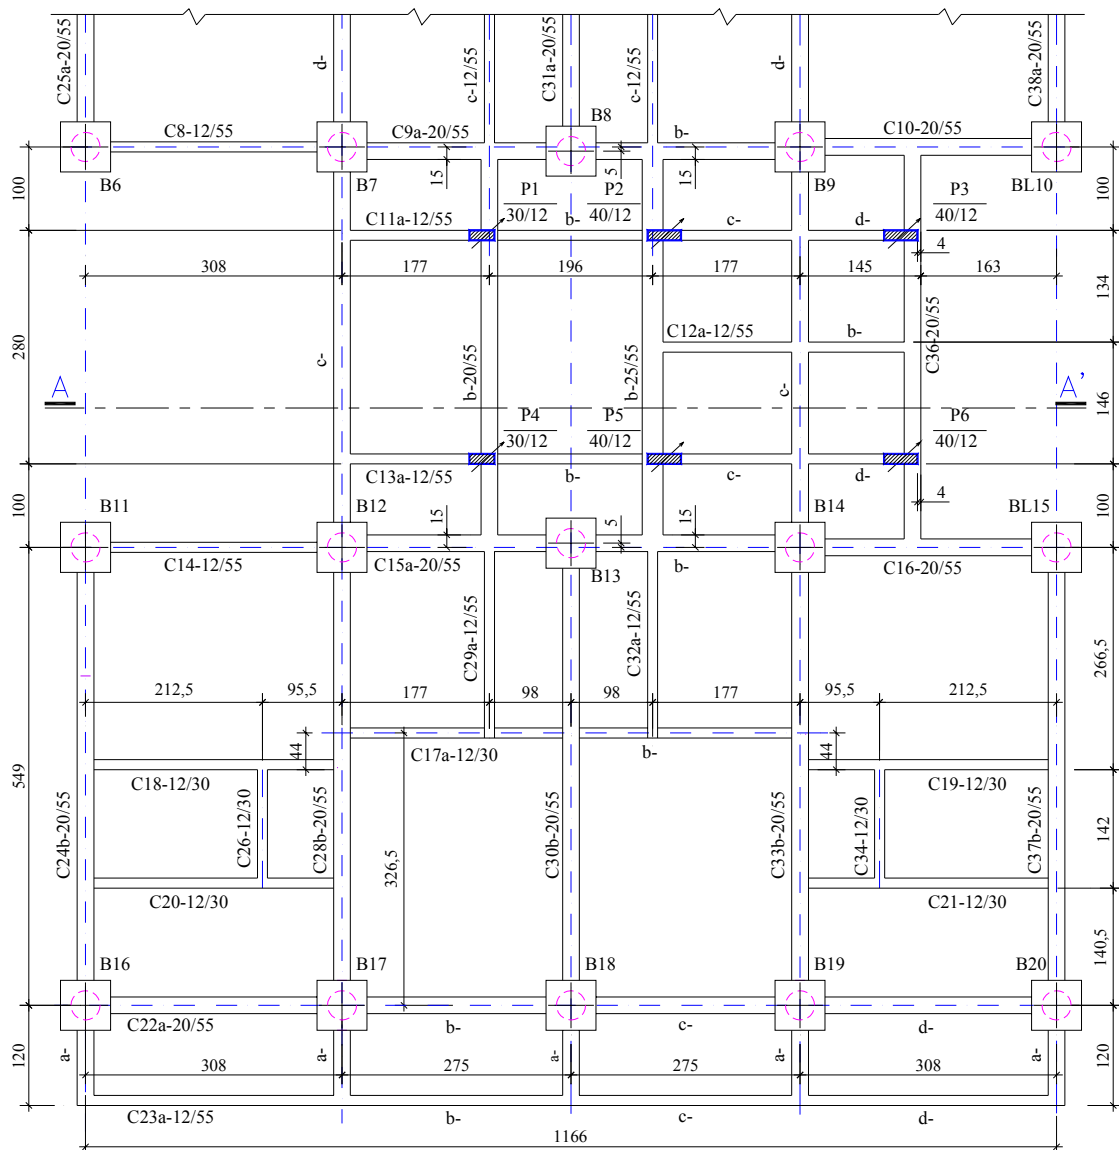 C25a-20/55
d-
c-12/55
C31a-20/55
c-12/55
d-
C38a-20/55
C8-12/55
C9a-20/55
B8
b-
C10-20/55
B6
B7
15
5
15
B9
BL10
100
100
P1
30/12
P2
40/12
P3
40/12
C11a-12/55
b-
c-
d-
4
308
177
196
177
145
163
134
280
c-
b-20/55
b-25/55
C12a-12/55
b-
C36-20/55
c-
A
A'
146
P4
30/12
P5
40/12
P6
40/12
C13a-12/55
b-
c-
d-
100
4
100
B11
B12
15
5
15
B14
BL15
C14-12/55
C15a-20/55
B13
b-
C16-20/55
C29a-12/55
C32a-12/55
266,5
212,5
95,5
177
98
98
177
95,5
212,5
44
C17a-12/30
b-
44
549
C18-12/30
C19-12/30
C24b-20/55
C26-12/30
C28b-20/55
C30b-20/55
C33b-20/55
C34-12/30
C37b-20/55
142
326,5
C20-12/30
C21-12/30
140,5
B16
B17
B18
B19
B20
C22a-20/55
b-
c-
d-
120
a-
a-
a-
a-
a-
120
308
275
275
308
C23a-12/55
b-
c-
d-
1166